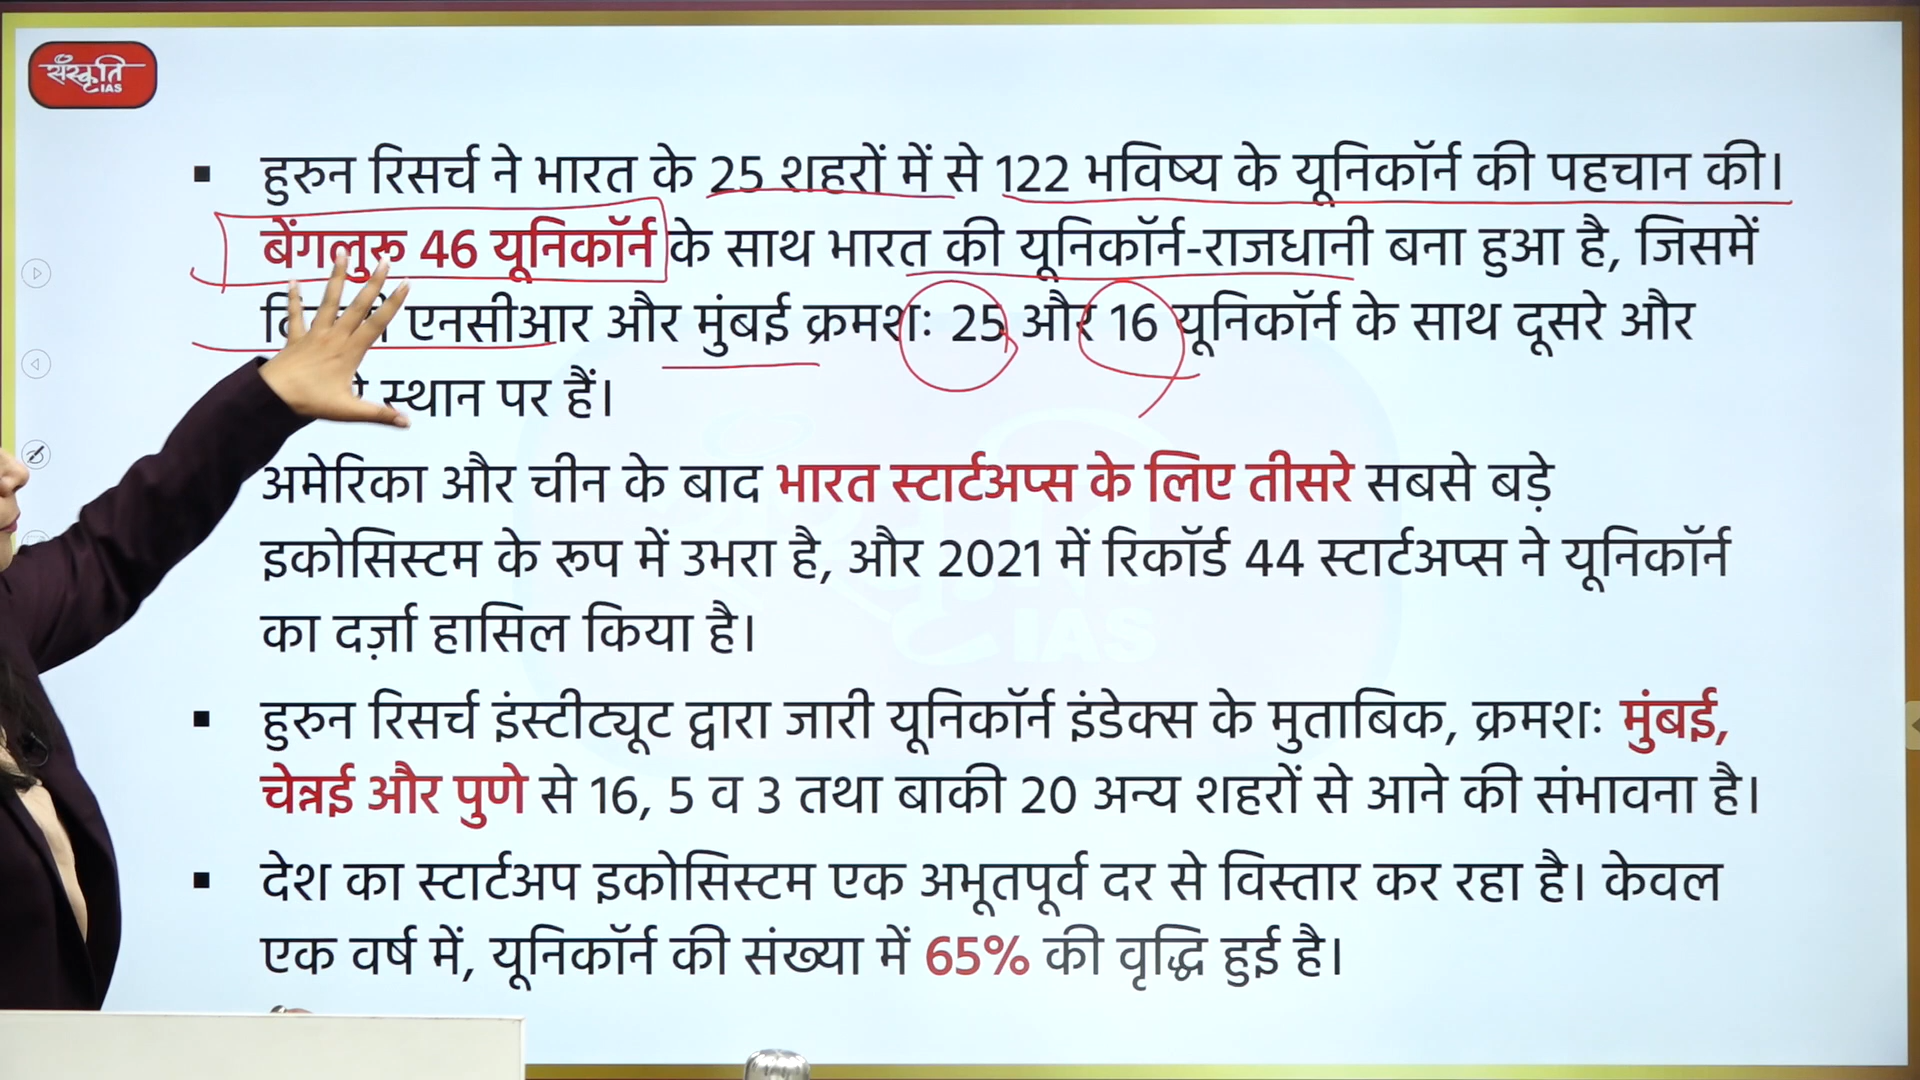 संस्कृति
IAS
हुरुन रिसर्च ने भारत के 25 शहरों में से 122 भविष्य के यूनिकॉर्न की पहचान की।
बेंगलुरु 46 यूनिकॉर्न के साथ भारत की यूनिकॉर्न-राजधानी बना हुआ है, जिसमें
एनसीआर और मुंबई क्रमशः 25 और 16 यूनिकॉर्न के साथ दूसरे और
स्थान पर हैं।
अमेरिका और चीन के बाद भारत स्टार्टअप्स के लिए तीसरे सबसे बड़े
इकोसिस्टम के रूप में उभरा है, और 2021 में रिकॉर्ड 44 स्टार्टअप्स ने यूनिकॉर्न
का दर्ज़ा हासिल किया है।
हुरुन रिसर्च इंस्टीट्यूट द्वारा जारी यूनिकॉर्न इंडेक्स के मुताबिक, क्रमशः मुंबई,
चेन्नई और पुणे से 16, 5 व 3 तथा बाकी 20 अन्य शहरों से आने की संभावना है।
देश का स्टार्टअप इकोसिस्टम एक अभूतपूर्व दर से विस्तार कर रहा है। केवल
एक वर्ष में, यूनिकॉर्न की संख्या में 65% की वृद्धि हुई है।